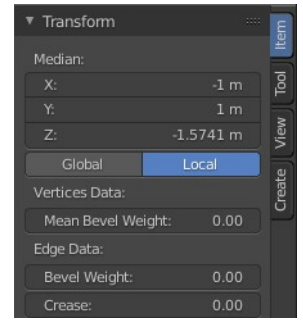 Transform
Median:
X: -1 m
Y: 1 m
Z: -1.5741 m
Global Local
Vertices Data:
Mean Bevel Weight: 0.00
Edge Data:
Bevel Weight: 0.00
Crease: 0.00
Item
Tool
View
Create